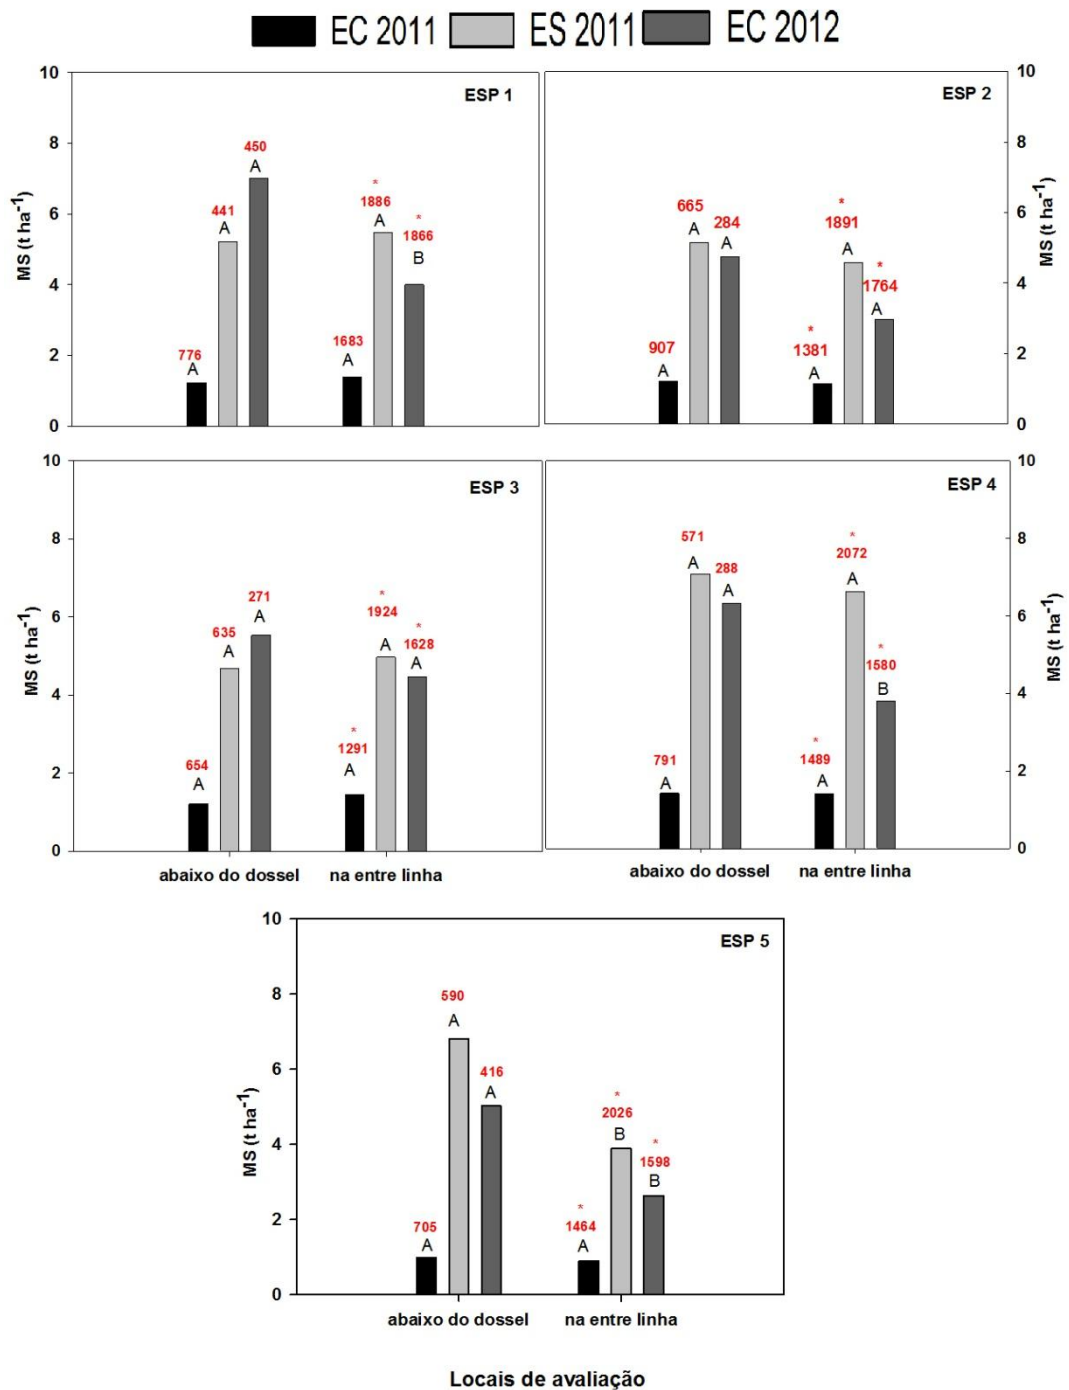 EC 2011 ES 2011 EC 2012
ESP 1
MS (t ha⁻¹)
10
8
6
4
2
0
776
A
441
A
450
A
1683
A
*
1886
A
*
1866
B
ESP 2
MS (t ha⁻¹)
10
8
6
4
2
0
907
A
665
A
284
A
*
1381
A
*
1891
A
*
1764
A
ESP 3
MS (t ha⁻¹)
10
8
6
4
2
0
654
A
635
A
271
A
*
1291
A
*
1924
A
*
1628
A
abaixo do dossel na entre linha
ESP 4
MS (t ha⁻¹)
10
8
6
4
2
0
791
A
571
A
288
A
*
1489
A
*
2072
A
*
1580
B
abaixo do dossel na entre linha
ESP 5
MS (t ha⁻¹)
10
8
6
4
2
0
705
A
590
A
416
A
*
1464
A
*
2026
B
*
1598
B
abaixo do dossel na entre linha
Locais de avaliação